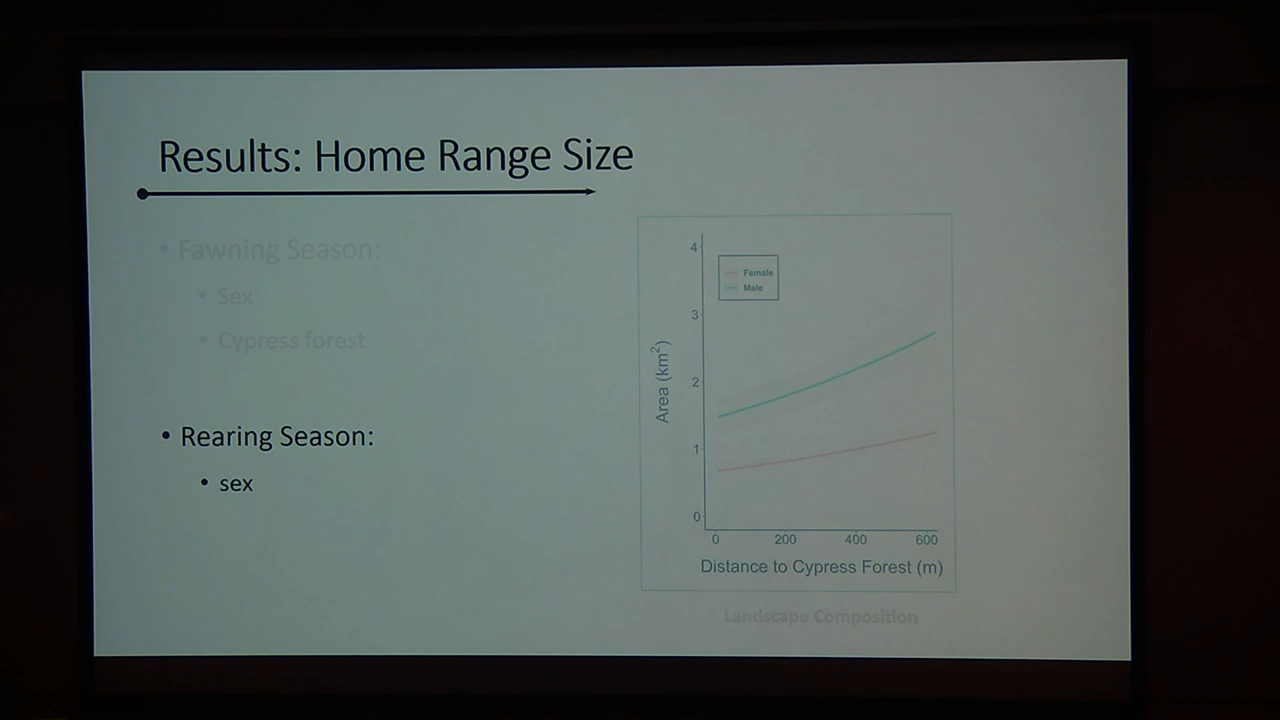 Results: Home Range Size
• Fawning Season:
• Sex
• Cypress forest
• Rearing Season:
• sex
4
3
2
1
0
Area (km²)
Female
Male
0 200 400 600
Distance to Cypress Forest (m)
Landscape Composition